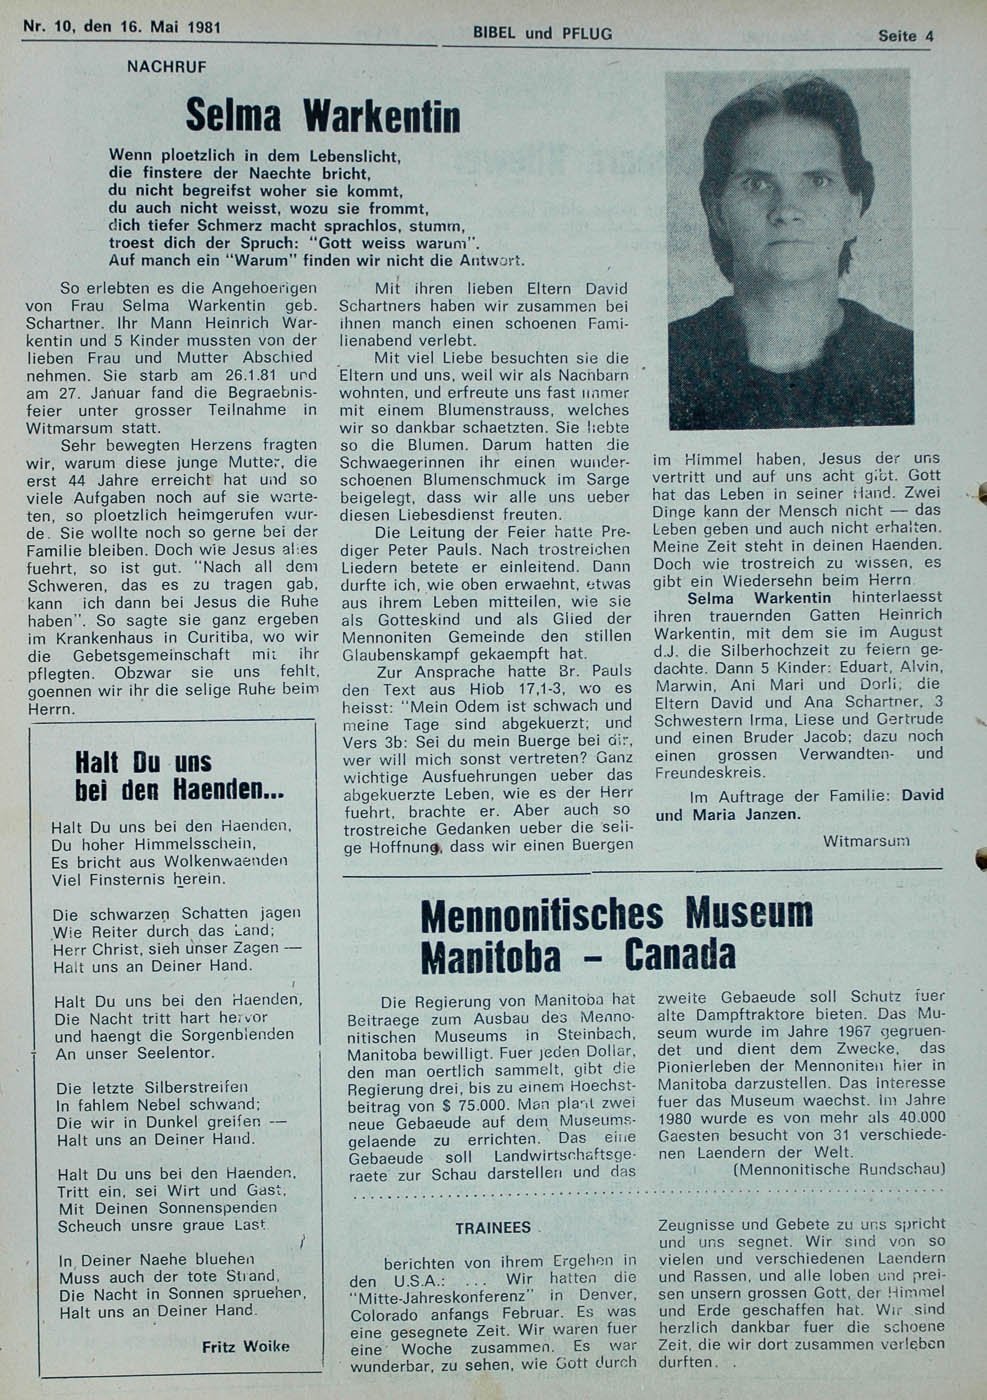 Nr. 10, den 16. Mai 1981
BIBEL und PFLUG
Seite 4
NACHRUF
Selma Warkentin
Wenn ploetzlich in dem Lebenslicht,
die finstere der Naechte bricht,
du nicht begreifst woher sie kommt,
du auch nicht weisst, wozu sie frommt,
dich tiefer Schmerz macht sprachlos, stumm,
troest dich der Spruch: "Gott weiss warum".
Auf manch ein "Warum" finden wir nicht die Antwort.
So erlebten es die Angehoerigen
von Frau Selma Warkentin geb.
Schartner. Ihr Mann Heinrich War-
kentin und 5 Kinder mussten von der
lieben Frau und Mutter Abschied
nehmen. Sie starb am 26.1.81 und
am 27. Januar fand die Begraebnis-
feier unter grosser Teilnahme in
Witmarsum statt.
Sehr bewegten Herzens fragten
wir, warum diese junge Mutter, die
erst 44 Jahre erreicht hat und so
viele Aufgaben noch auf sie warte-
ten, so ploetzlich heimgerufen wur-
de. Sie wollte noch so gerne bei der
Familie bleiben. Doch wie Jesus alles
fuehrt, so ist gut. "Nach all dem
Schweren, das es zu tragen gab,
kann ich dann bei Jesus die Ruhe
haben". So sagte sie ganz ergeben
im Krankenhaus in Curitiba, wo wir
die Gebetsgemeinschaft mit ihr
pflegten. Obzwar sie uns fehlt,
goennen wir ihr die selige Ruhe beim
Herrn.
Mit ihren lieben Eltern David
Schartners haben wir zusammen bei
ihnen manch einen schoenen Fami-
lienabend verlebt.
Mit viel Liebe besuchten sie die
Eltern und uns, weil wir als Nachbarn
wohnten, und erfreute uns fast immer
mit einem Blumenstrauss, welches
wir so dankbar schaetzten. Sie liebte
so die Blumen. Darum hatten die
Schwaegerinnen ihr einen wunder-
schoenen Blumenschmuck im Sarge
beigelegt, dass wir alle uns ueber
diesen Liebesdienst freuten.
Die Leitung der Feier hatte Pre-
diger Peter Pauls. Nach trostreichen
Liedern betete er einleitend. Dann
durfte ich, wie oben erwaehnt, etwas
aus ihrem Leben mitteilen, wie sie
als Gotteskind und als Glied der
Mennoniten Gemeinde den stillen
Glaubenskampf gekaempft hat.
Zur Ansprache hatte Br. Pauls
den Text aus Hiob 17,1-3, wo es
heisst: "Mein Odem ist schwach und
meine Tage sind abgekuerzt; und
Vers 3b: Sei du mein Buerge bei dir,
wer will mich sonst vertreten? Ganz
wichtige Ausfuehrungen ueber das
abgekuerzte Leben, wie es der Herr
fuehrt, brachte er. Aber auch so
trostreiche Gedanken ueber die seli-
ge Hoffnung, dass wir einen Buergen
im Himmel haben, Jesus der uns
vertritt und auf uns acht gibt. Gott
hat das Leben in seiner Hand. Zwei
Dinge kann der Mensch nicht — das
Leben geben und auch nicht erhalten.
Meine Zeit steht in deinen Haenden.
Doch wie trostreich zu wissen, es
gibt ein Wiedersehn beim Herrn
Selma Warkentin hinterlaesst
ihren trauernden Gatten Heinrich
Warkentin, mit dem sie im August
d.J. die Silberhochzeit zu feiern ge-
dachte. Dann 5 Kinder: Eduart, Alvin,
Marwin, Ani Mari und Dorli; die
Eltern David und Ana Schartner, 3
Schwestern Irma, Liese und Gertrude
und einen Bruder Jacob; dazu noch
einen grossen Verwandten- und
Freundeskreis.
Im Auftrage der Familie: David
und Maria Janzen.
Witmarsum
Halt Du uns
bei den Haenden...
Halt Du uns bei den Haenden,
Du hoher Himmelsschein,
Es bricht aus Wolkenwaenden
Viel Finsternis herein.
Die schwarzen Schatten jagen
Wie Reiter durch das Land;
Herr Christ, sieh unser Zagen —
Halt uns an Deiner Hand.
Halt Du uns bei den Haenden,
Die Nacht tritt hart hervor
und haengt die Sorgenblenden
An unser Seelentor.
Die letzte Silberstreifen
In fahlem Nebel schwand;
Die wir in Dunkel greifen —
Halt uns an Deiner Hand.
Halt Du uns bei den Haenden,
Tritt ein, sei Wirt und Gast,
Mit Deinen Sonnenspenden
Scheuch unsre graue Last
In Deiner Naehe bluehen
Muss auch der tote Strand,
Die Nacht in Sonnen spruehen,
Halt uns an Deiner Hand.
Fritz Woike
Mennonitisches Museum
Manitoba – Canada
Die Regierung von Manitoba hat
Beitraege zum Ausbau des Menno-
nitischen Museums in Steinbach,
Manitoba bewilligt. Fuer jeden Dollar,
den man oertlich sammelt, gibt die
Regierung drei, bis zu einem Hoechst-
beitrag von $ 75.000. Man plant zwei
neue Gebaeude auf dem Museums-
gelaende zu errichten. Das eine
Gebaeude soll Landwirtschaftsge-
raete zur Schau darstellen und das
zweite Gebaeude soll Schutz fuer
alte Dampftraktore bieten. Das Mu-
seum wurde im Jahre 1967 gegruen-
det und dient dem Zwecke, das
Pionierleben der Mennoniten hier in
Manitoba darzustellen. Das Interesse
fuer das Museum waechst. Im Jahre
1980 wurde es von mehr als 40.000
Gaesten besucht von 31 verschiede-
nen Laendern der Welt.
(Mennonitische Rundschau)
TRAINEES
berichten von ihrem Ergehen in
den U.S.A.: ... Wir hatten die
"Mitte-Jahreskonferenz" in Denver,
Colorado anfangs Februar. Es was
eine gesegnete Zeit. Wir waren fuer
eine Woche zusammen. Es war
wunderbar, zu sehen, wie Gott durch
Zeugnisse und Gebete zu uns spricht
und uns segnet. Wir sind von so
vielen und verschiedenen Laendern
und Rassen, und alle loben und prei-
sen unsern grossen Gott, der Himmel
und Erde geschaffen hat. Wir sind
herzlich dankbar fuer die schoene
Zeit, die wir dort zusammen verleben
durften. .